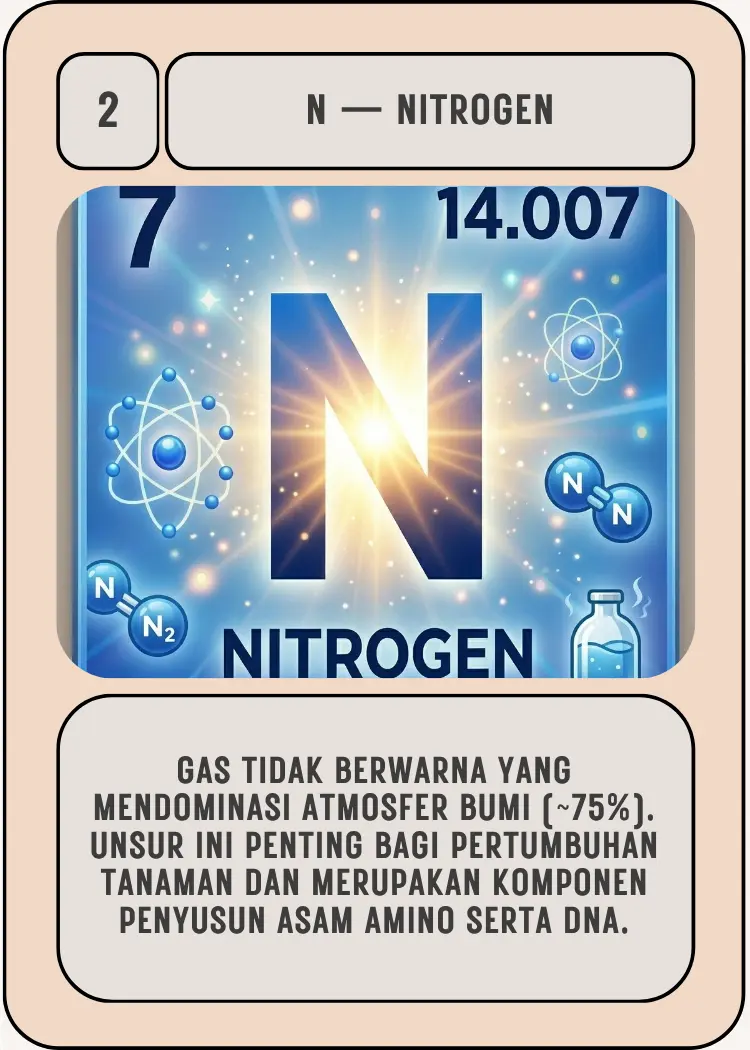 2
N — NITROGEN
7
14.007
N
N
N
N
N₂
NITROGEN
GAS TIDAK BERWARNA YANG
MENDOMINASI ATMOSFER BUMI (~75%).
UNSUR INI PENTING BAGI PERTUMBUHAN
TANAMAN DAN MERUPAKAN KOMPONEN
PENYUSUN ASAM AMINO SERTA DNA.